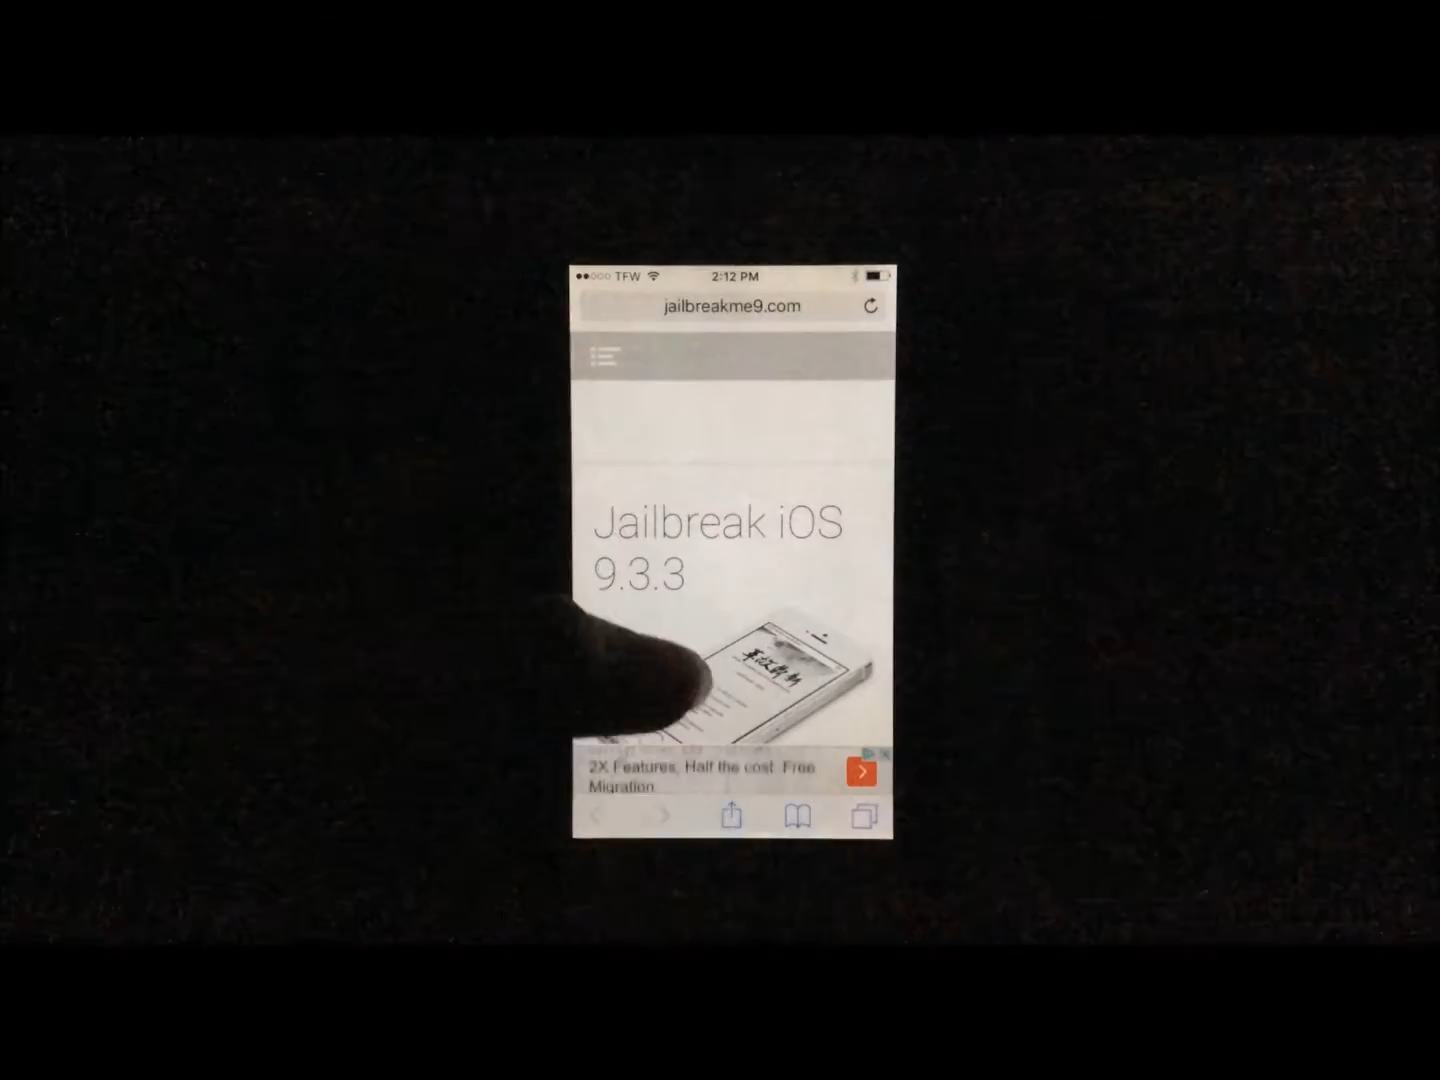 TFW
2:12 PM
jailbreakme9.com
Jailbreak iOS
9.3.3
2X Features, Half the cost. Free
Migration